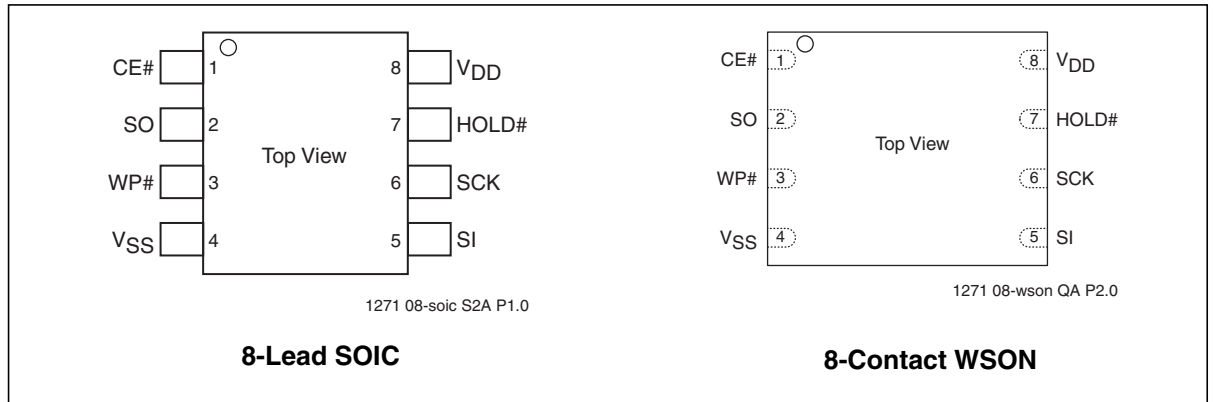 CE# 1 8 VDD
SO 2 7 HOLD#
Top View
WP# 3 6 SCK
VSS 4 5 SI
1271 08-soic S2A P1.0
8-Lead SOIC
CE# 1 8 VDD
SO 2 7 HOLD#
Top View
WP# 3 6 SCK
VSS 4 5 SI
1271 08-wson QA P2.0
8-Contact WSON